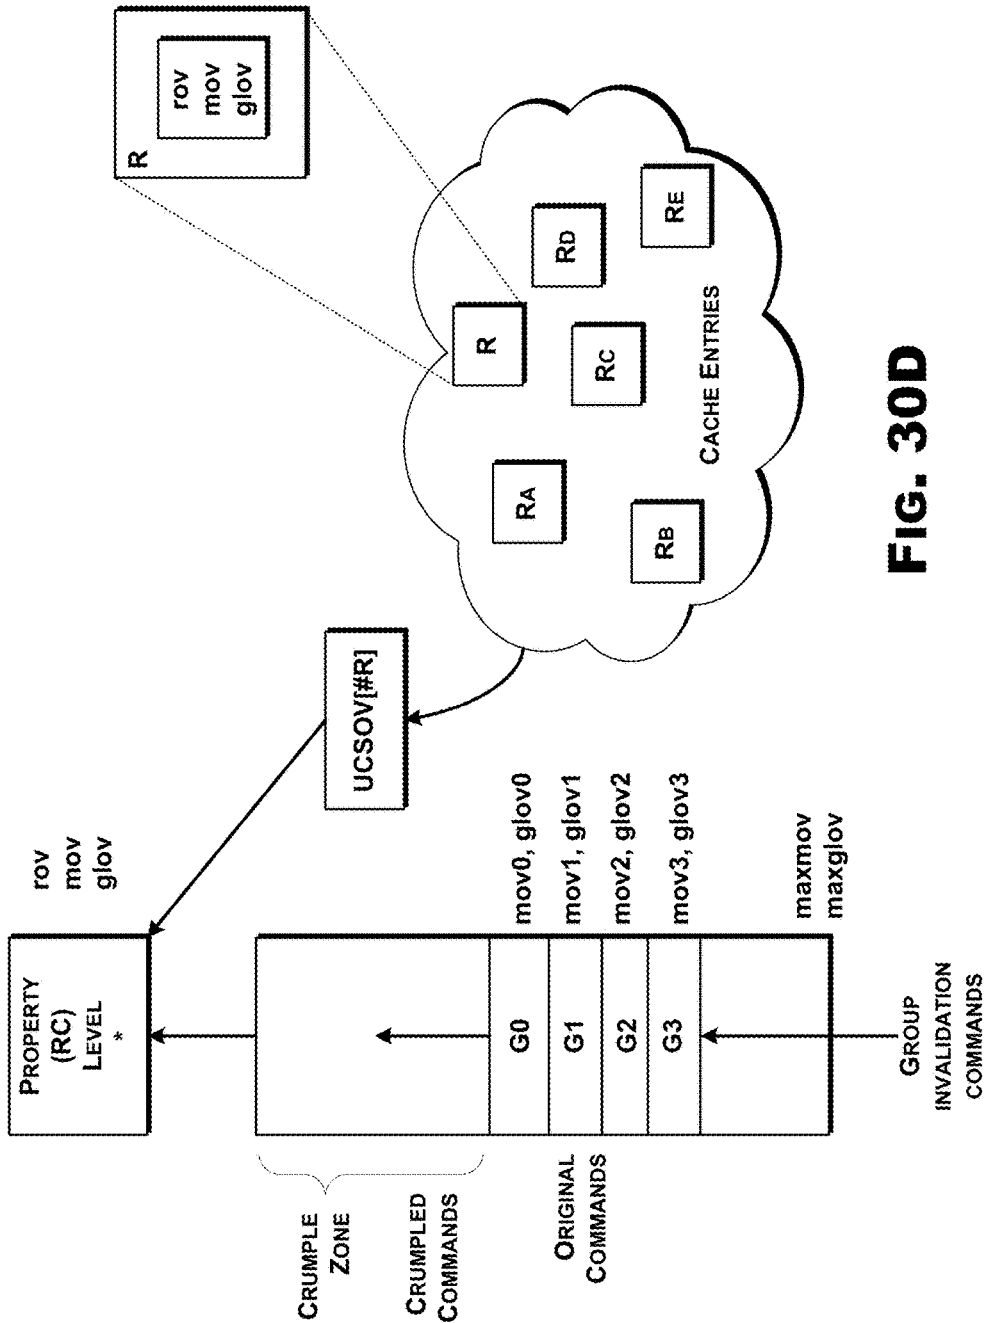 PROPERTY
(RC)
LEVEL
*
rov
mov
glov
R
rov
mov
glov
CRUMPLE
ZONE
CRUMPLED
COMMANDS
ORIGINAL
COMMANDS
G0
G1
G2
G3
mov0, glov0
mov1, glov1
mov2, glov2
mov3, glov3
maxmov
maxglov
GROUP
INVALIDATION
COMMANDS
UCSOV[#R]
R
RA
RB
RC
RD
RE
CACHE ENTRIES
FIG. 30D